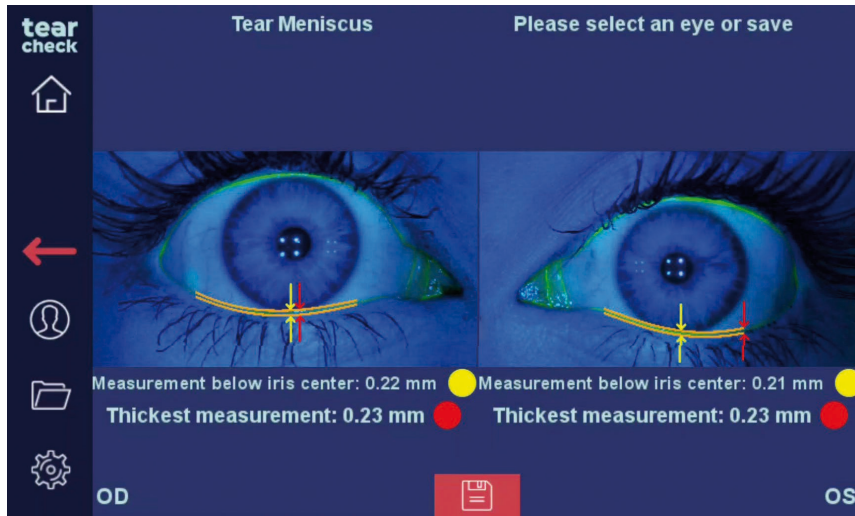 tear
check
Tear Meniscus
Please select an eye or save
Measurement below iris center: 0.22 mm
Thickest measurement: 0.23 mm
Measurement below iris center: 0.21 mm
Thickest measurement: 0.23 mm
OD
OS